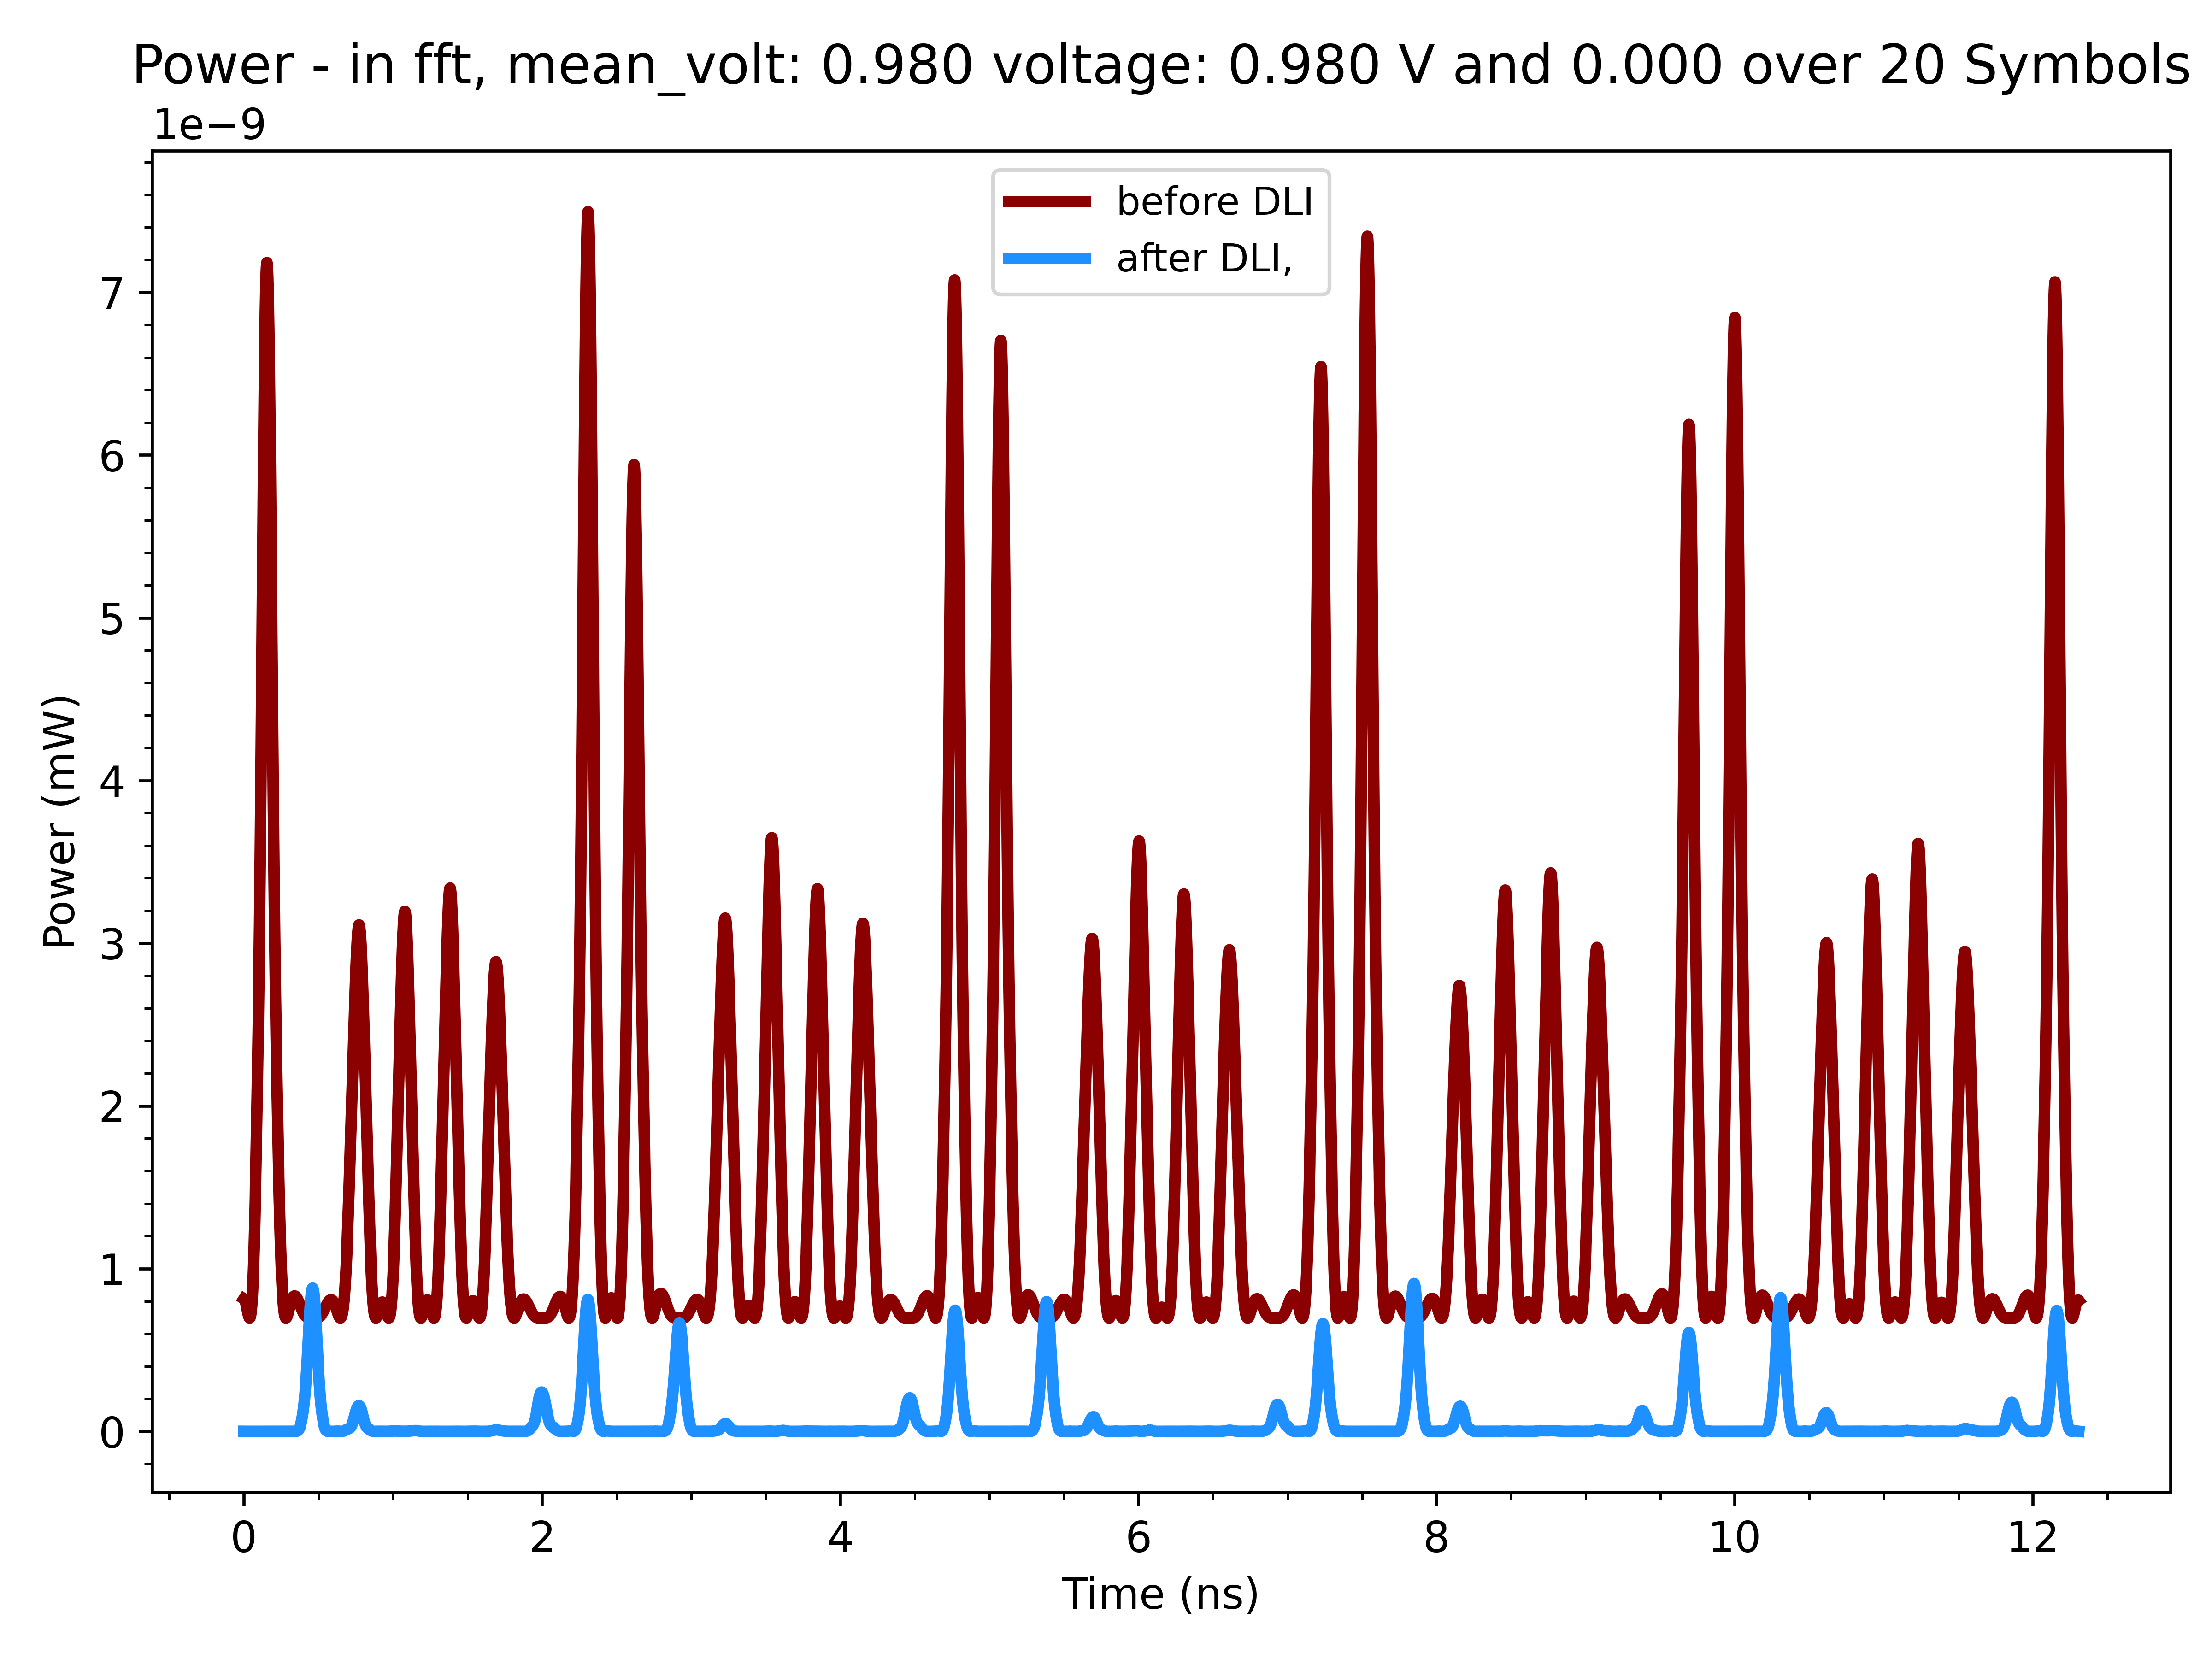 Power - in fft, mean_volt: 0.980 voltage: 0.980 V and 0.000 over 20 Symbols
1e−9
before DLI
after DLI,
7
6
5
4
3
2
1
0
Power (mW)
0 2 4 6 8 10 12
Time (ns)